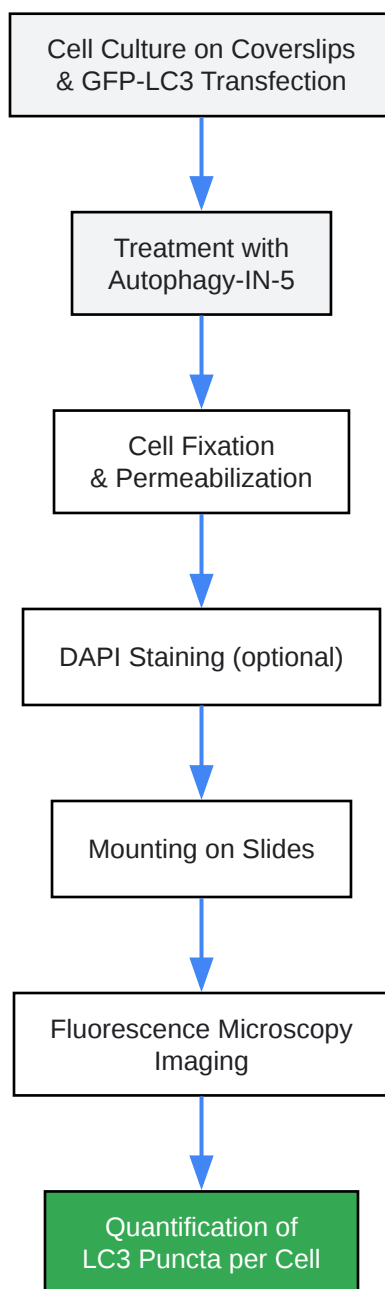 Cell Culture on Coverslips
& GFP-LC3 Transfection
Treatment with
Autophagy-IN-5
Cell Fixation
& Permeabilization
DAPI Staining (optional)
Mounting on Slides
Fluorescence Microscopy
Imaging
Quantification of
LC3 Puncta per Cell